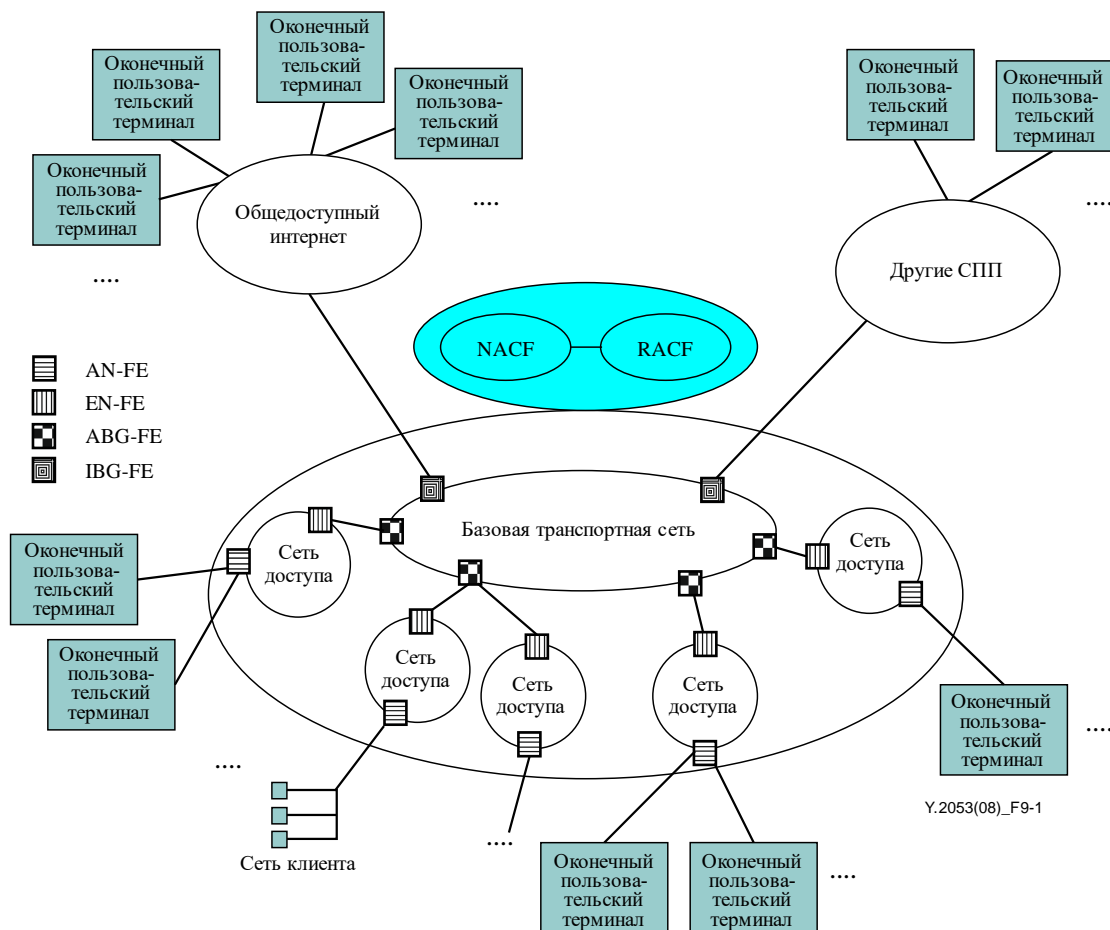 Оконечный
пользова-
тельский
терминал
Оконечный
пользова-
тельский
терминал
Оконечный
пользова-
тельский
терминал
Оконечный
пользова-
тельский
терминал
....
Общедоступный
интернет
....
Оконечный
пользова-
тельский
терминал
Оконечный
пользова-
тельский
терминал
....
Другие СПП
NACF
RACF
AN-FE
EN-FE
ABG-FE
IBG-FE
Базовая транспортная сеть
Сеть
доступа
Сеть
доступа
Сеть
доступа
Сеть
доступа
Сеть
доступа
Оконечный
пользова-
тельский
терминал
Оконечный
пользова-
тельский
терминал
....
Сеть клиента
....
Оконечный
пользова-
тельский
терминал
Оконечный
пользова-
тельский
терминал
....
Оконечный
пользова-
тельский
терминал
....
Y.2053(08)_F9-1